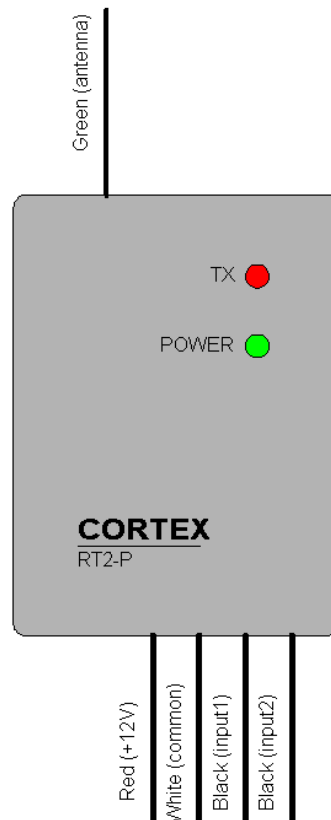 Green (antenna)
TX
POWER
CORTEX
RT2-P
Red (+12V)
White (common)
Black (input1)
Black (input2)